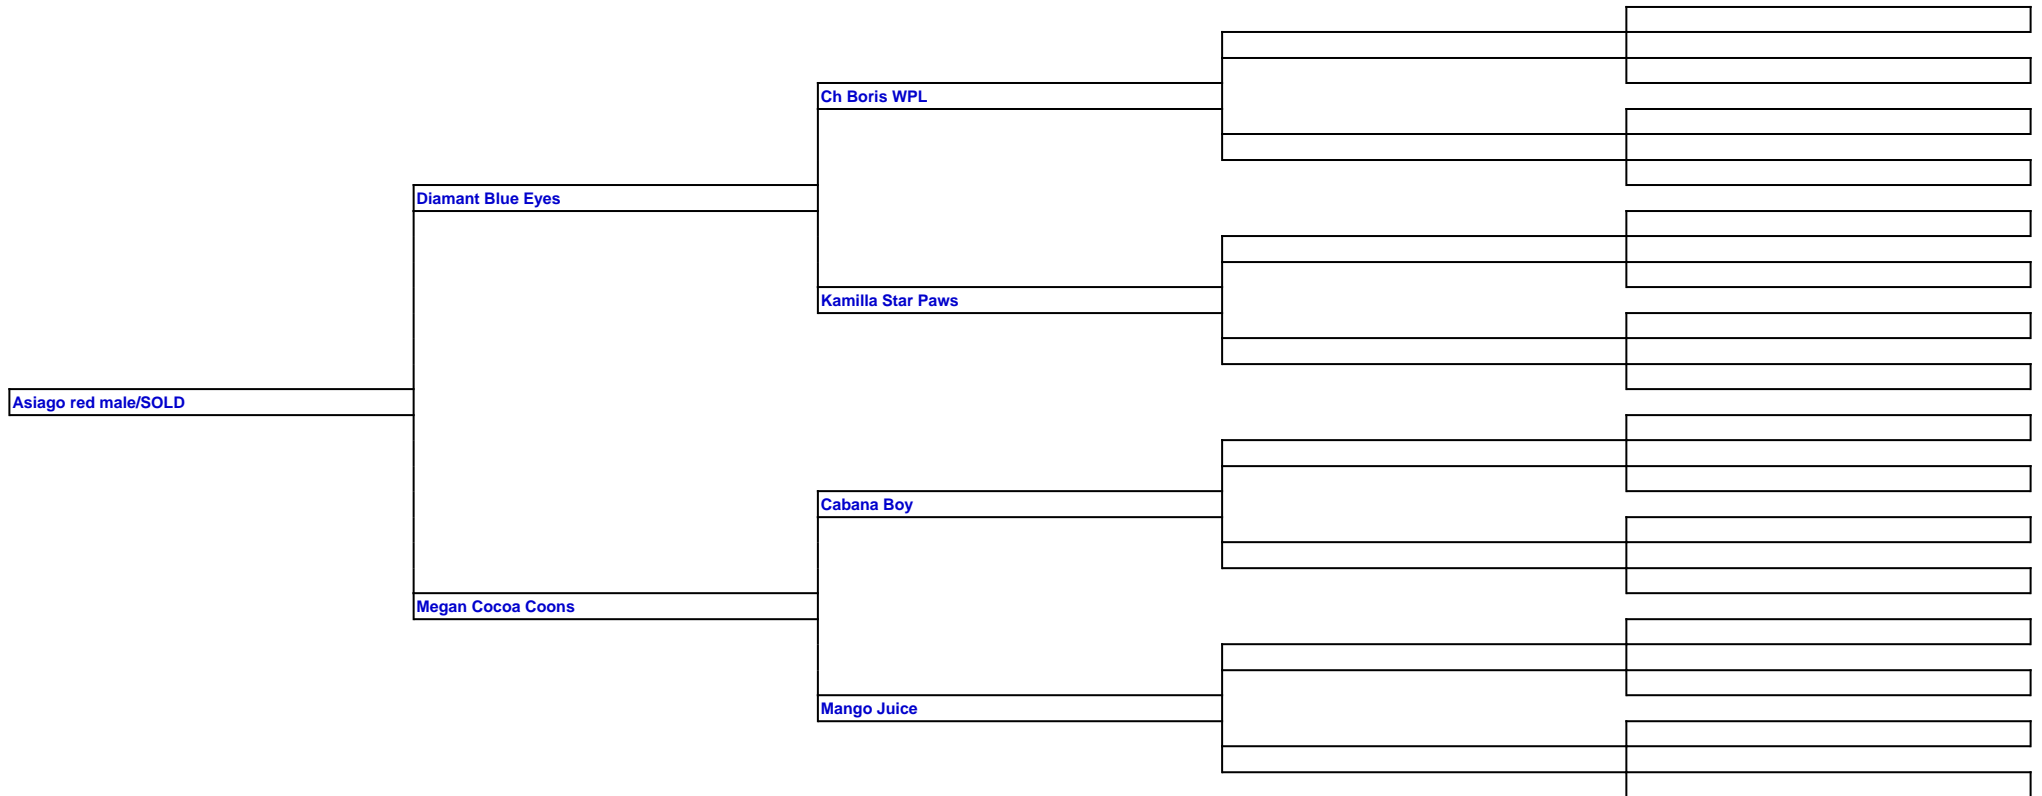 Ch Boris WPL
Diamant Blue Eyes
Kamilla Star Paws
Asiago red male/SOLD
Cabana Boy
Megan Cocoa Coons
Mango Juice